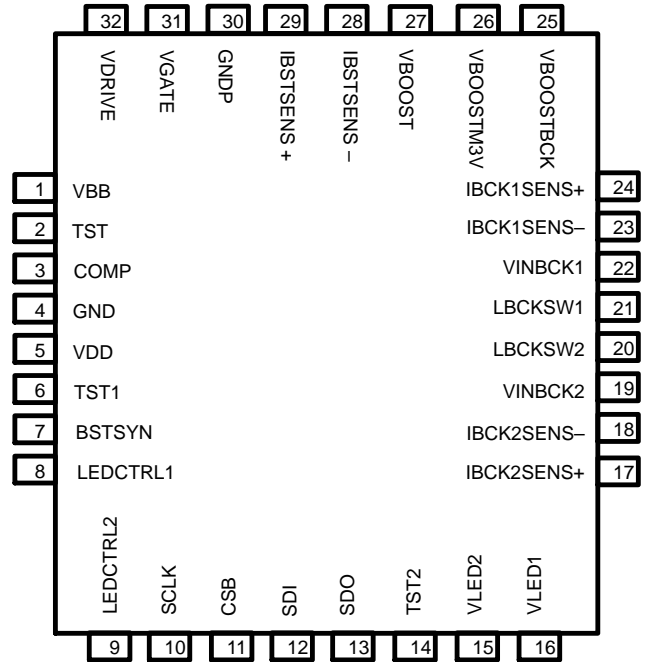 32 31 30 29 28 27 26 25
VDRIVE
VGATE
GNDP
IBSTSENS +
IBSTSENS –
VBOOST
VBOOSTM3V
VBOOSTBCK
1 VBB
2 TST
3 COMP
4 GND
5 VDD
6 TST1
7 BSTSYN
8 LEDCTRL1
IBCK1SENS+ 24
IBCK1SENS– 23
VINBCK1 22
LBCKSW1 21
LBCKSW2 20
VINBCK2 19
IBCK2SENS– 18
IBCK2SENS+ 17
LEDCTRL2
SCLK
CSB
SDI
SDO
TST2
VLED2
VLED1
9 10 11 12 13 14 15 16